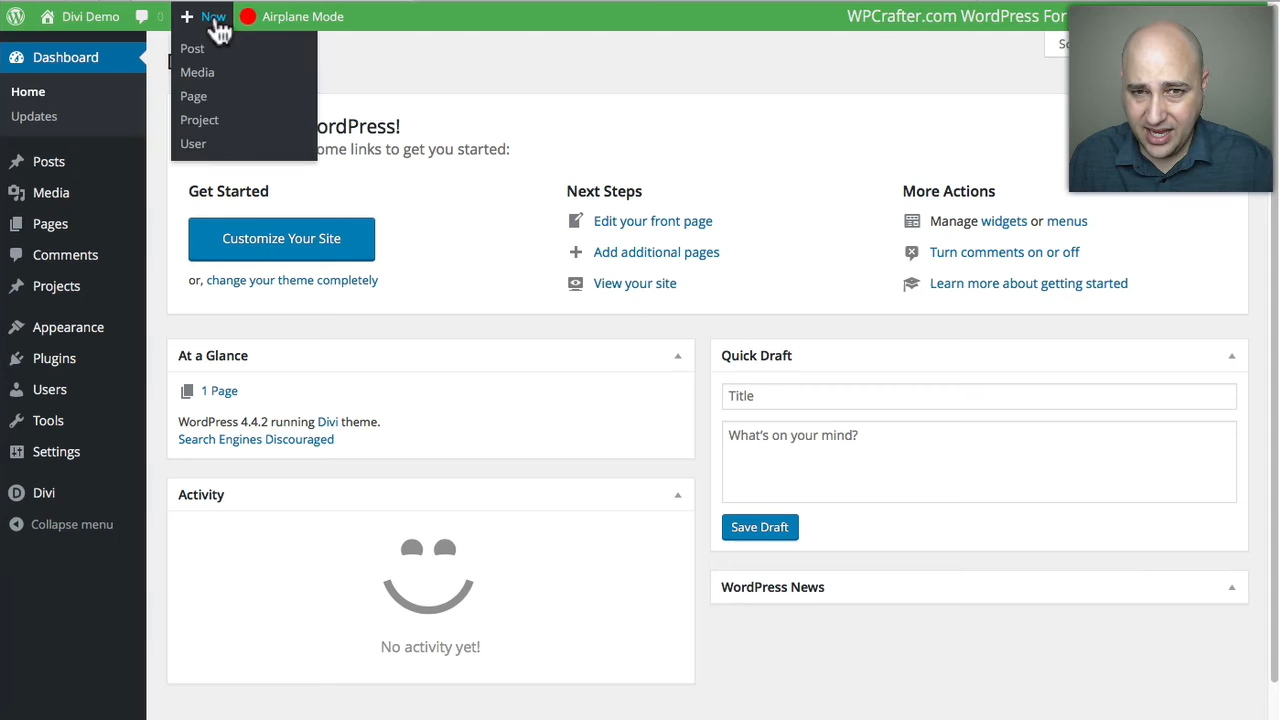 Divi Demo 0 + New Airplane Mode WPCrafter.com WordPress For
Post
Media
Page
Project
User
Dashboard
Home
Updates
Posts
Media
Pages
Comments
Projects
Appearance
Plugins
Users
Tools
Settings
Divi
Collapse menu
ordPress!
ome links to get you started:
Get Started
Customize Your Site
or, change your theme completely
Next Steps
Edit your front page
Add additional pages
View your site
More Actions
Manage widgets or menus
Turn comments on or off
Learn more about getting started
At a Glance
1 Page
WordPress 4.4.2 running Divi theme.
Search Engines Discouraged
Activity
No activity yet!
Quick Draft
Title
What's on your mind?
Save Draft
WordPress News